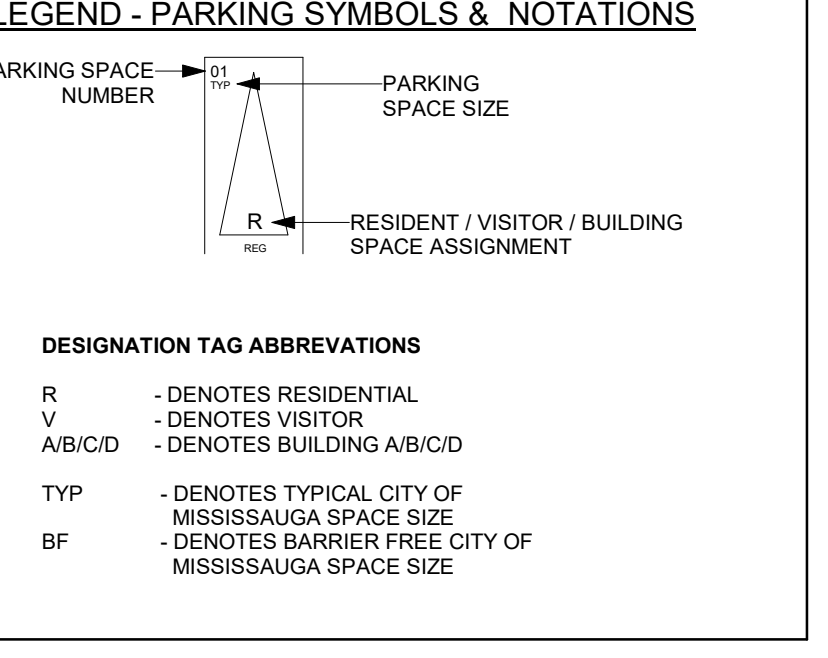 LEGEND - PARKING SYMBOLS & NOTATIONS
ARKING SPACE
NUMBER
01
TYP
PARKING
SPACE SIZE
R
REG
RESIDENT / VISITOR / BUILDING
SPACE ASSIGNMENT
DESIGNATION TAG ABBREVATIONS
R - DENOTES RESIDENTIAL
V - DENOTES VISITOR
A/B/C/D - DENOTES BUILDING A/B/C/D
TYP - DENOTES TYPICAL CITY OF
MISSISSAUGA SPACE SIZE
BF - DENOTES BARRIER FREE CITY OF
MISSISSAUGA SPACE SIZE